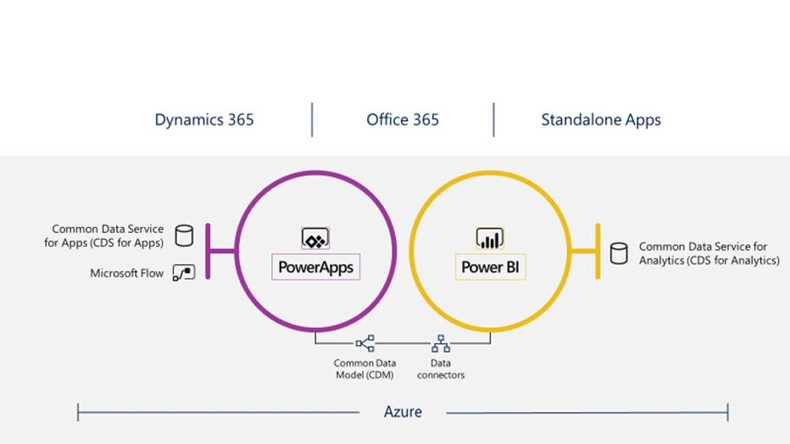 Dynamics 365
Office 365
Standalone Apps
Common Data Service
for Apps (CDS for Apps)
Microsoft Flow
PowerApps
Power BI
Common Data Service for
Analytics (CDS for Analytics)
Common Data
Model (CDM)
Data
connectors
Azure